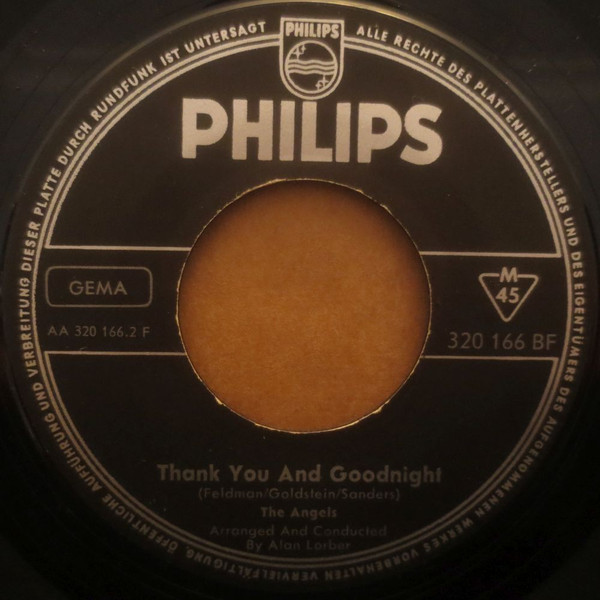 ALLE RECHTE DES PLATTENHERSTELLERS UND DES EIGENTÜMERS DES AUFGENOMMENEN WERKES VORBEHALTEN VERVIELFÄLTIGUNG, ÖFFENTLICHE AUFFÜHRUNG UND VERBREITUNG DIESER PLATTE DURCH RUNDFUNK IST UNTERSAGT
PHILIPS
PHILIPS
GEMA
M
45
AA 320 166.2 F
320 166 BF
Thank You And Goodnight
(Feldman/Goldstein/Sanders)
The Angels
Arranged And Conducted
By Alan Lorber